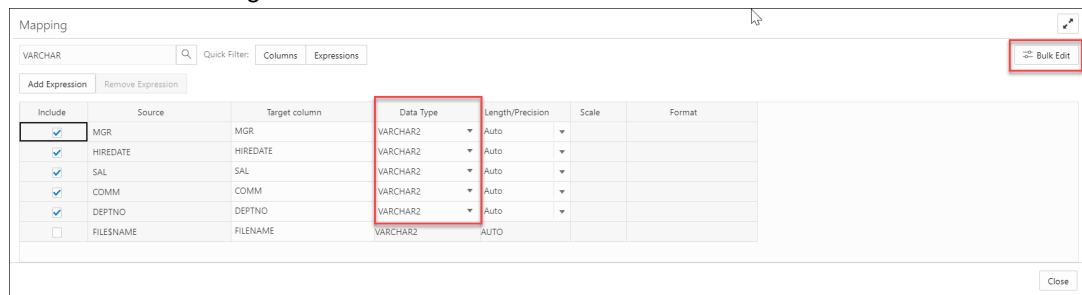 Mapping
VARCHAR Quick Filter: Columns Expressions Bulk Edit
Add Expression Remove Expression
Include Source Target column Data Type Length/Precision Scale Format
MGR MGR VARCHAR2 Auto
HIREDATE HIREDATE VARCHAR2 Auto
SAL SAL VARCHAR2 Auto
COMM COMM VARCHAR2 Auto
DEPTNO DEPTNO VARCHAR2 Auto
FILE$NAME FILENAME VARCHAR2 AUTO
Close